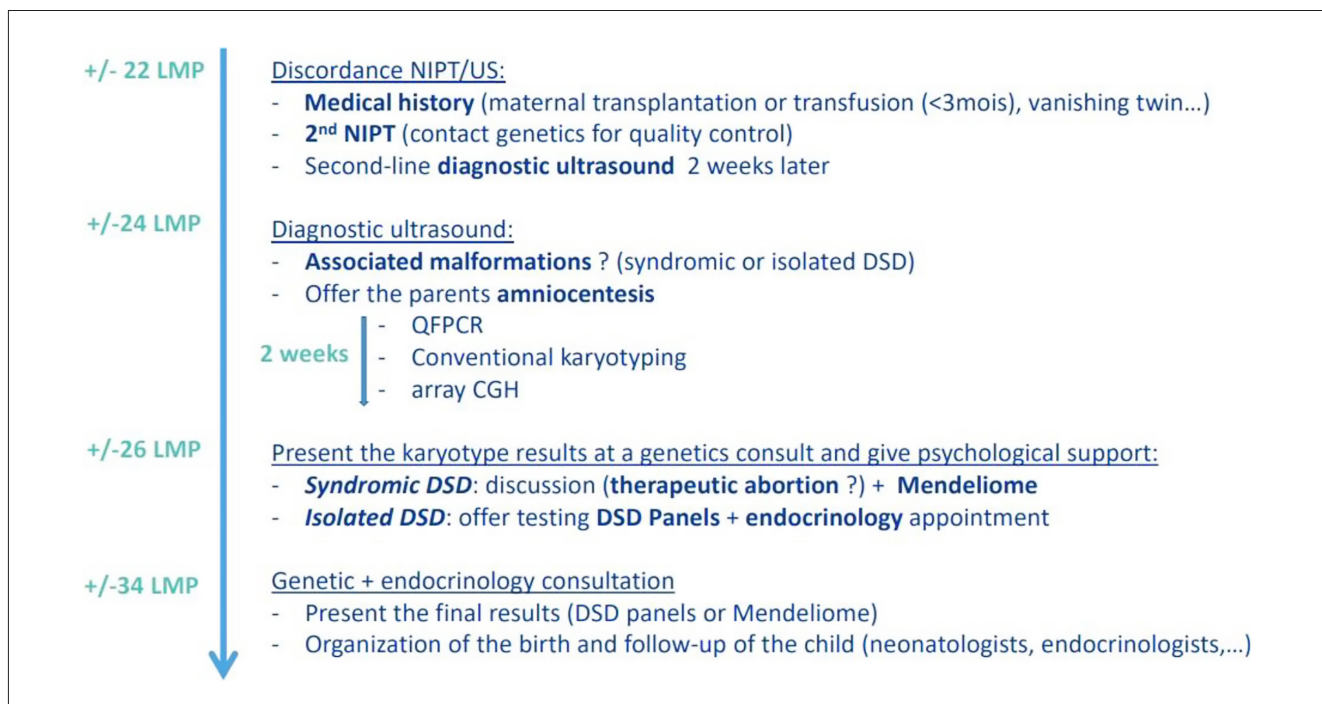 +/- 22 LMP
Discordance NIPT/US:
- Medical history (maternal transplantation or transfusion (<3mois), vanishing twin...)
- 2nd NIPT (contact genetics for quality control)
- Second-line diagnostic ultrasound 2 weeks later
+/-24 LMP
Diagnostic ultrasound:
- Associated malformations ? (syndromic or isolated DSD)
- Offer the parents amniocentesis
2 weeks
- QFPCR
- Conventional karyotyping
- array CGH
+/-26 LMP
Present the karyotype results at a genetics consult and give psychological support:
- Syndromic DSD: discussion (therapeutic abortion ?) + Mendeliome
- Isolated DSD: offer testing DSD Panels + endocrinology appointment
+/-34 LMP
Genetic + endocrinology consultation
- Present the final results (DSD panels or Mendeliome)
- Organization of the birth and follow-up of the child (neonatologists, endocrinologists,...)